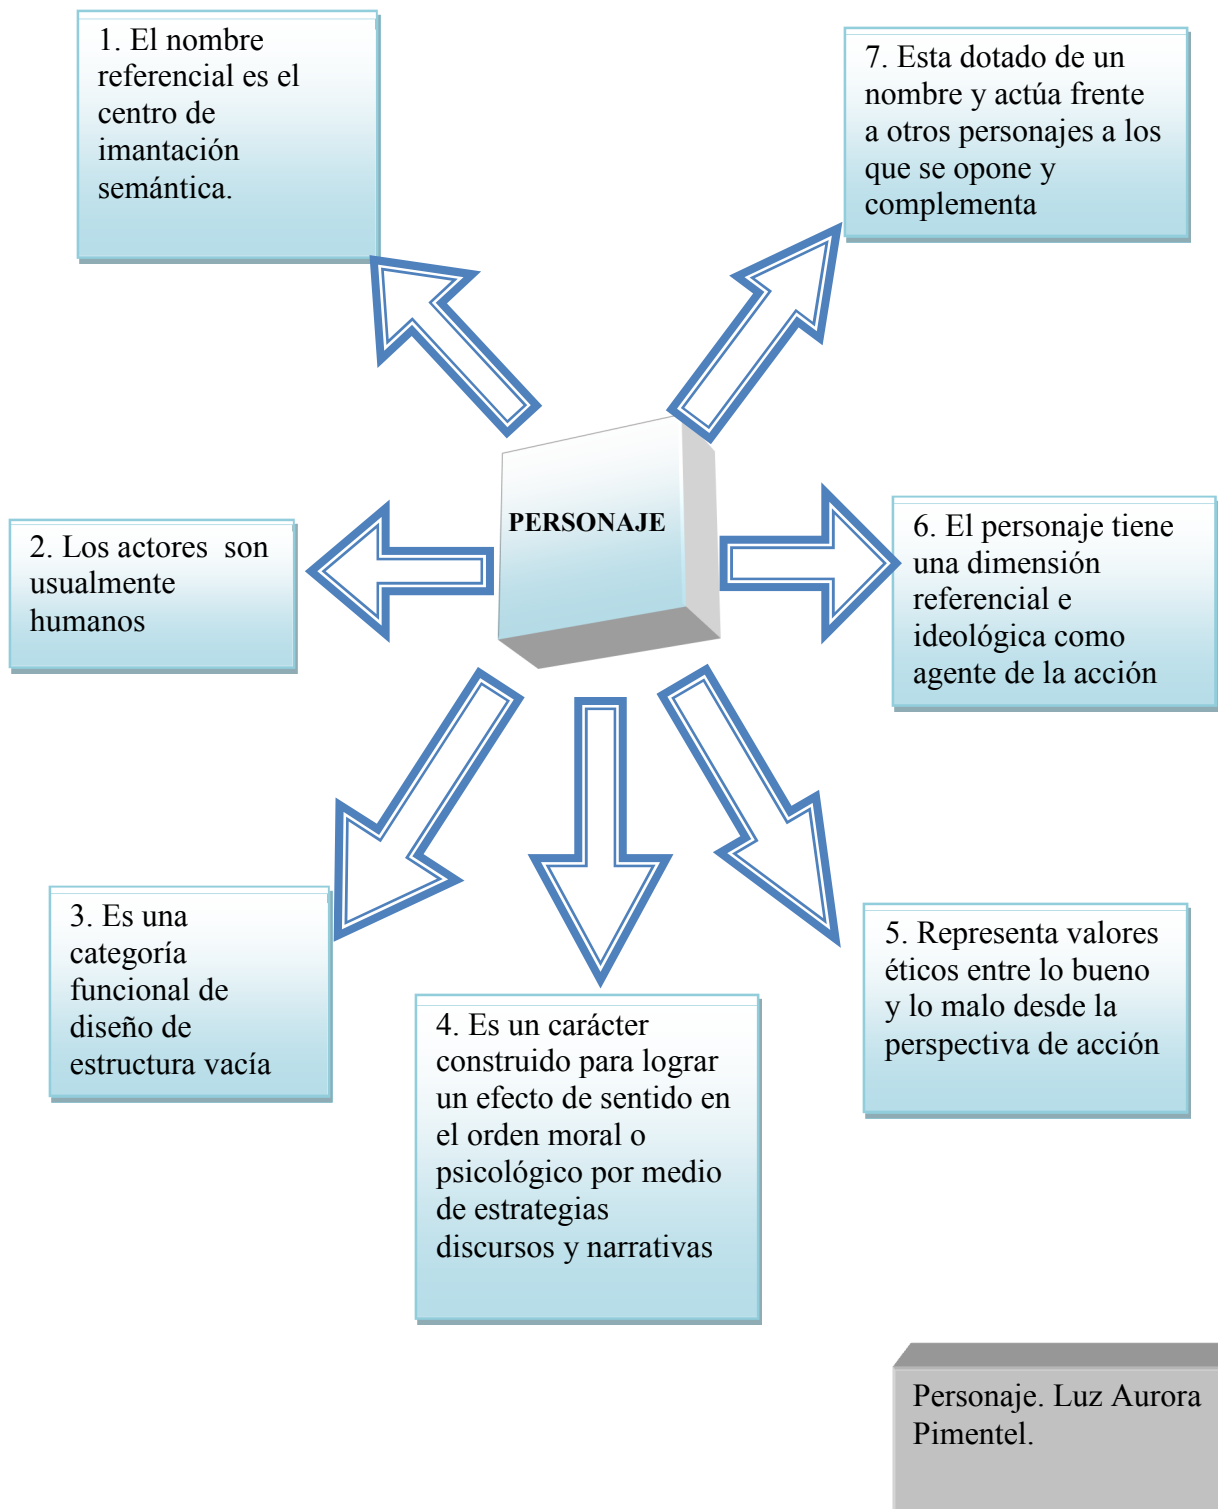 1. El nombre
referencial es el
centro de
imantación
semántica.
7. Esta dotado de un
nombre y actúa frente
a otros personajes a los
que se opone y
complementa
PERSONAJE
2. Los actores  son
usualmente
humanos
6. El personaje tiene
una dimensión
referencial e
ideológica como
agente de la acción
3. Es una
categoría
funcional de
diseño de
estructura vacía
4. Es un carácter
construido para lograr
un efecto de sentido en
el orden moral o
psicológico por medio
de estrategias
discursos y narrativas
5. Representa valores
éticos entre lo bueno
y lo malo desde la
perspectiva de acción
Personaje. Luz Aurora
Pimentel.